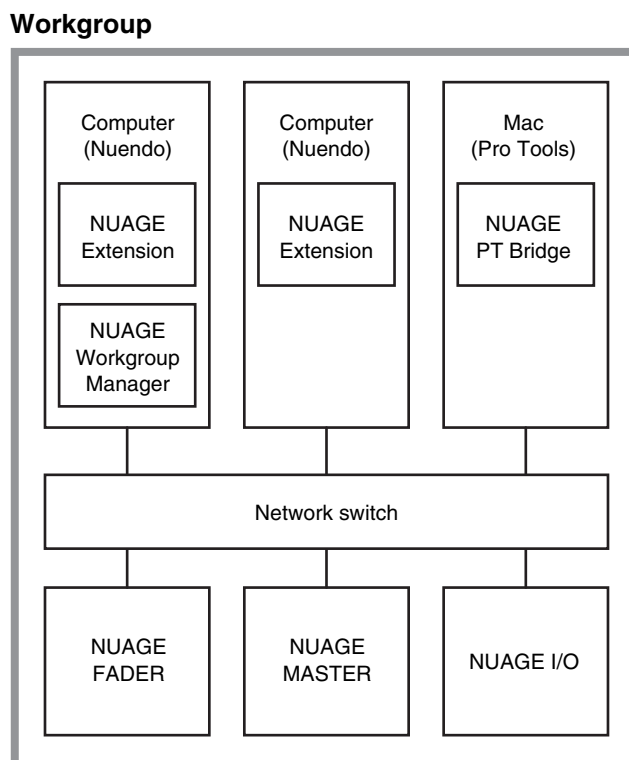 Workgroup
Computer
(Nuendo)
NUAGE
Extension
NUAGE
Workgroup
Manager
Computer
(Nuendo)
NUAGE
Extension
Mac
(Pro Tools)
NUAGE
PT Bridge
Network switch
NUAGE
FADER
NUAGE
MASTER
NUAGE I/O